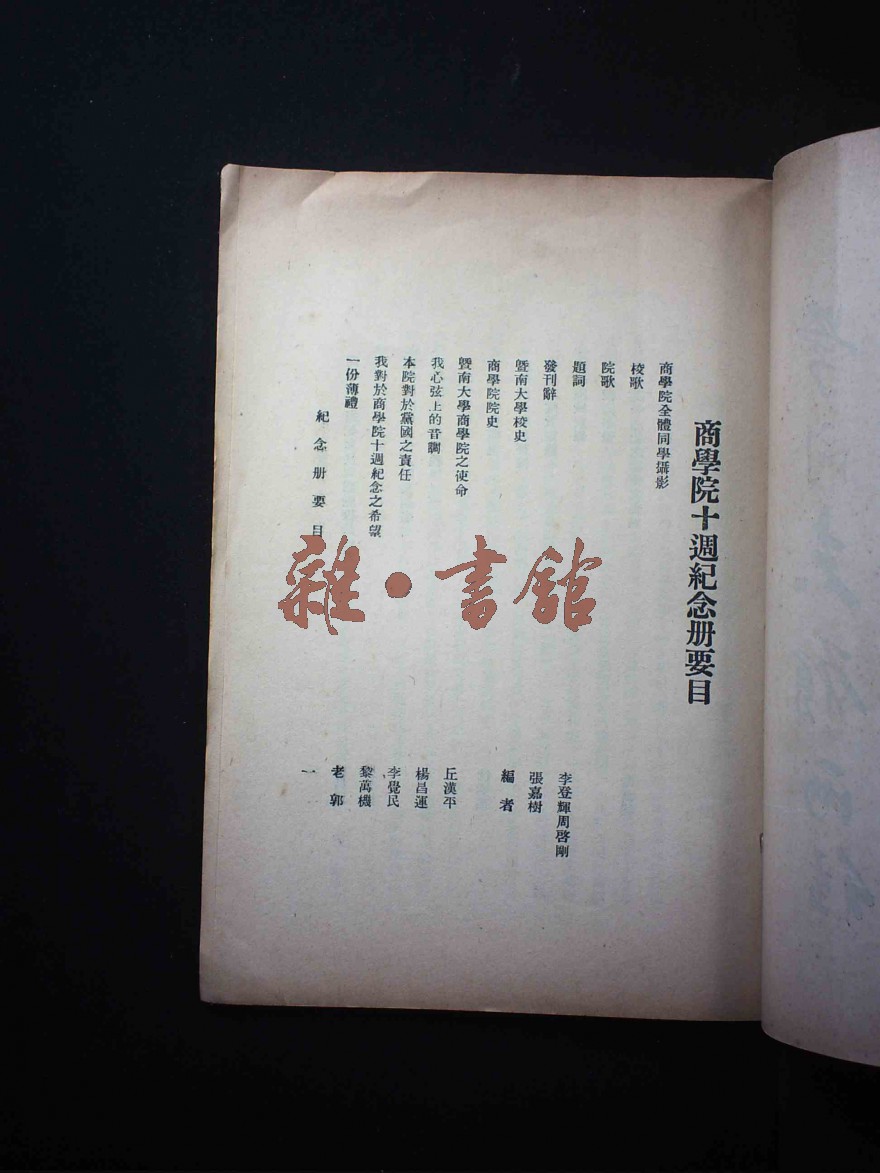 商學院十週紀念册要目
商學院全體同學攝影
校歌
院歌
題詞 李登輝周啓剛
發刊辭 張嘉樹
暨南大學校史 編者
商學院院史
暨南大學商學院之使命 丘漢平
我心弦上的音調 楊昌運
本院對於黨國之責任 李覺民
我對於商學院十週紀念之希望 黎萬機
一份薄禮 老郭
紀念册要目 一
雜·書館